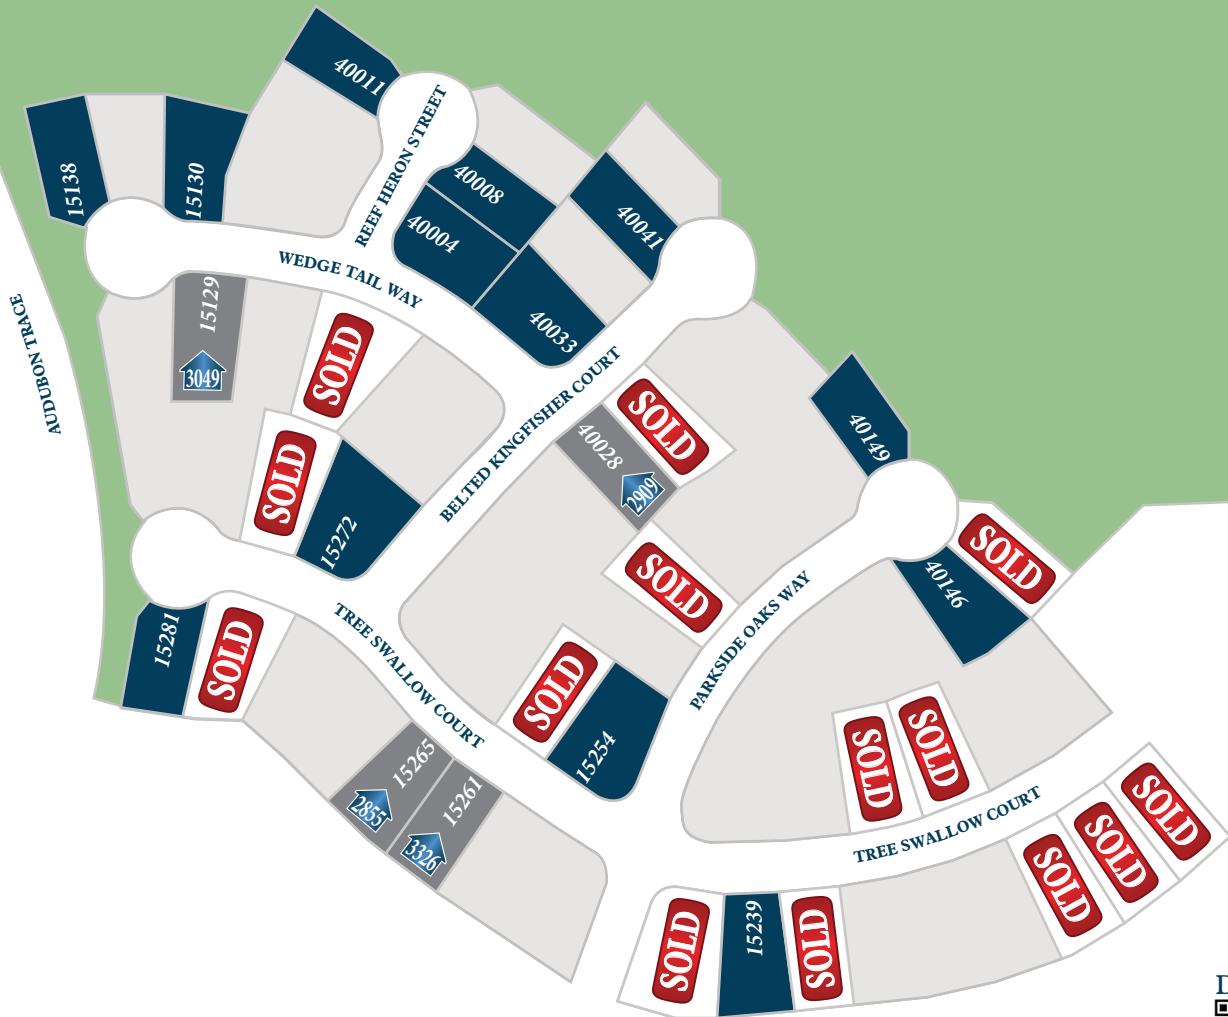 40011
REEF HERON STREET
15138
15130
40008
40004
40041
WEDGE TAIL WAY
40033
AUDUBON TRACE
15129
3049
SOLD
BELTED KINGFISHER COURT
SOLD
40028
2909
40149
SOLD
15272
SOLD
40146
SOLD
PARKSIDE OAKS WAY
15281
SOLD
TREE SWALLOW COURT
SOLD
15254
15265
2855
15261
3326
SOLD
SOLD
TREE SWALLOW COURT
SOLD
SOLD
SOLD
SOLD
15239
SOLD
D